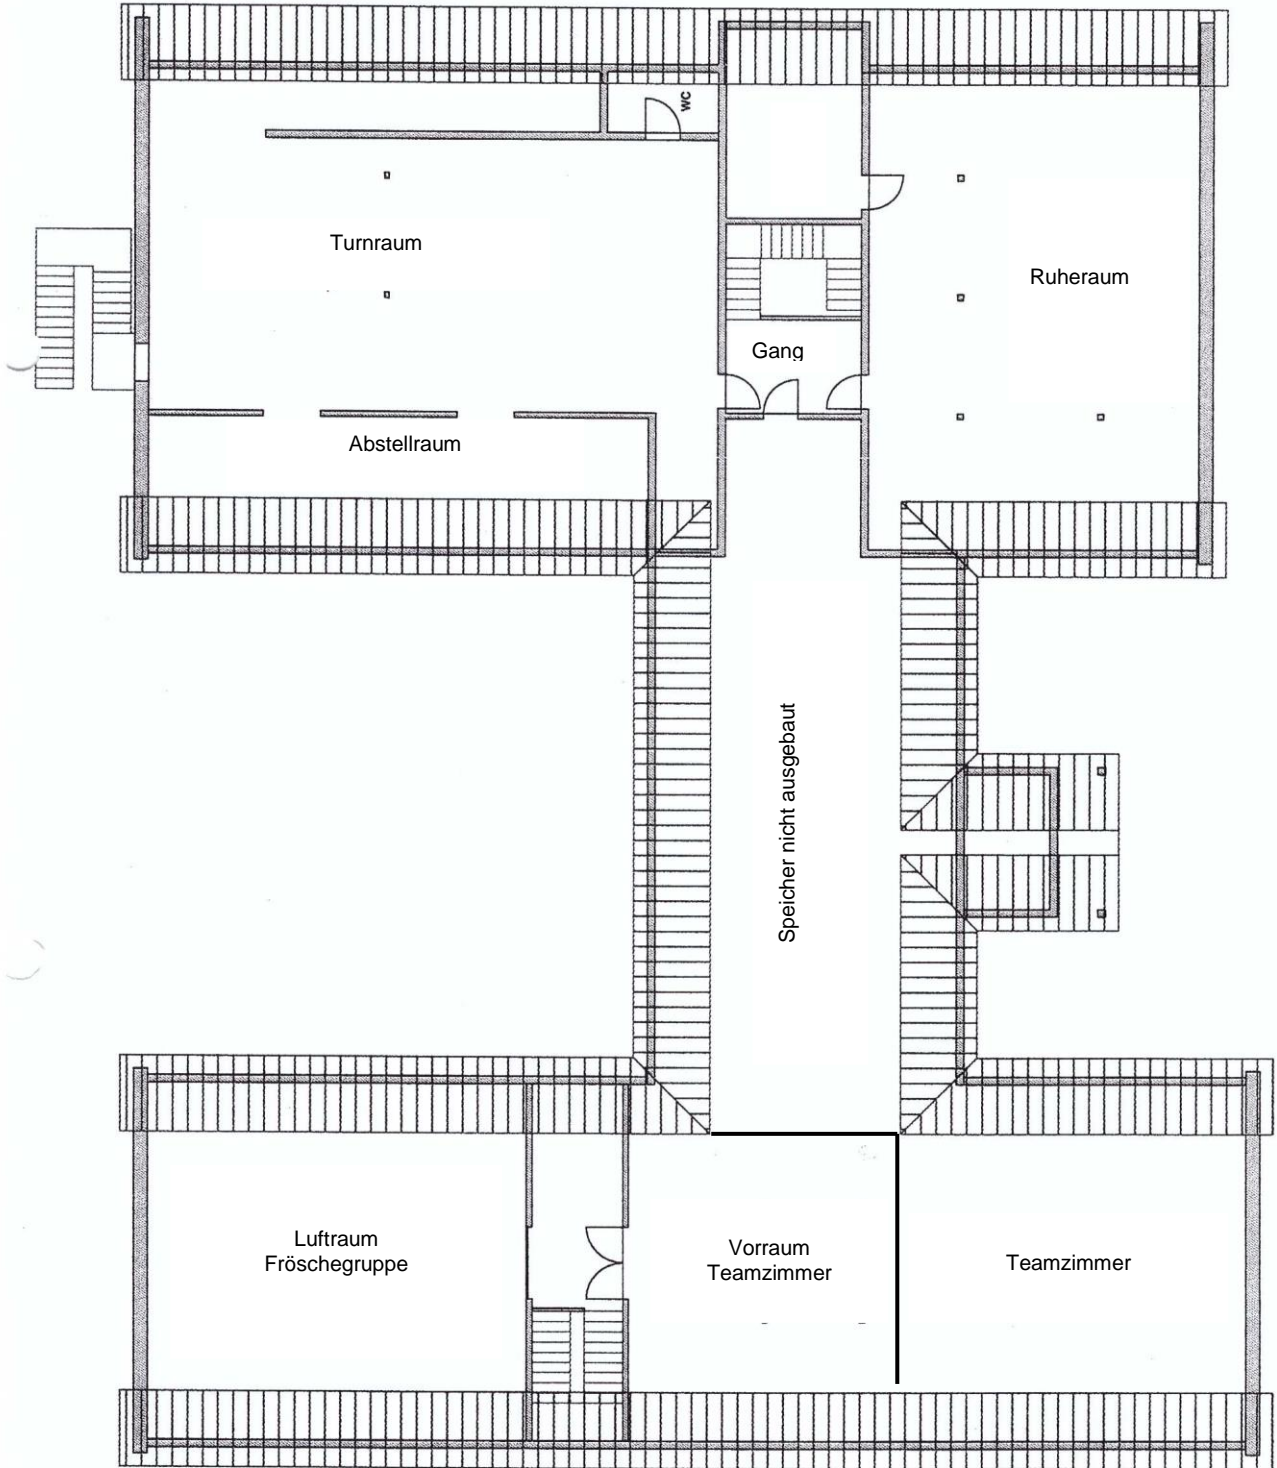 WC
Turnraum
Ruheraum
Gang
Abstellraum
Speicher nicht ausgebaut
Luftraum
Fröschegruppe
Vorraum
Teamzimmer
Teamzimmer